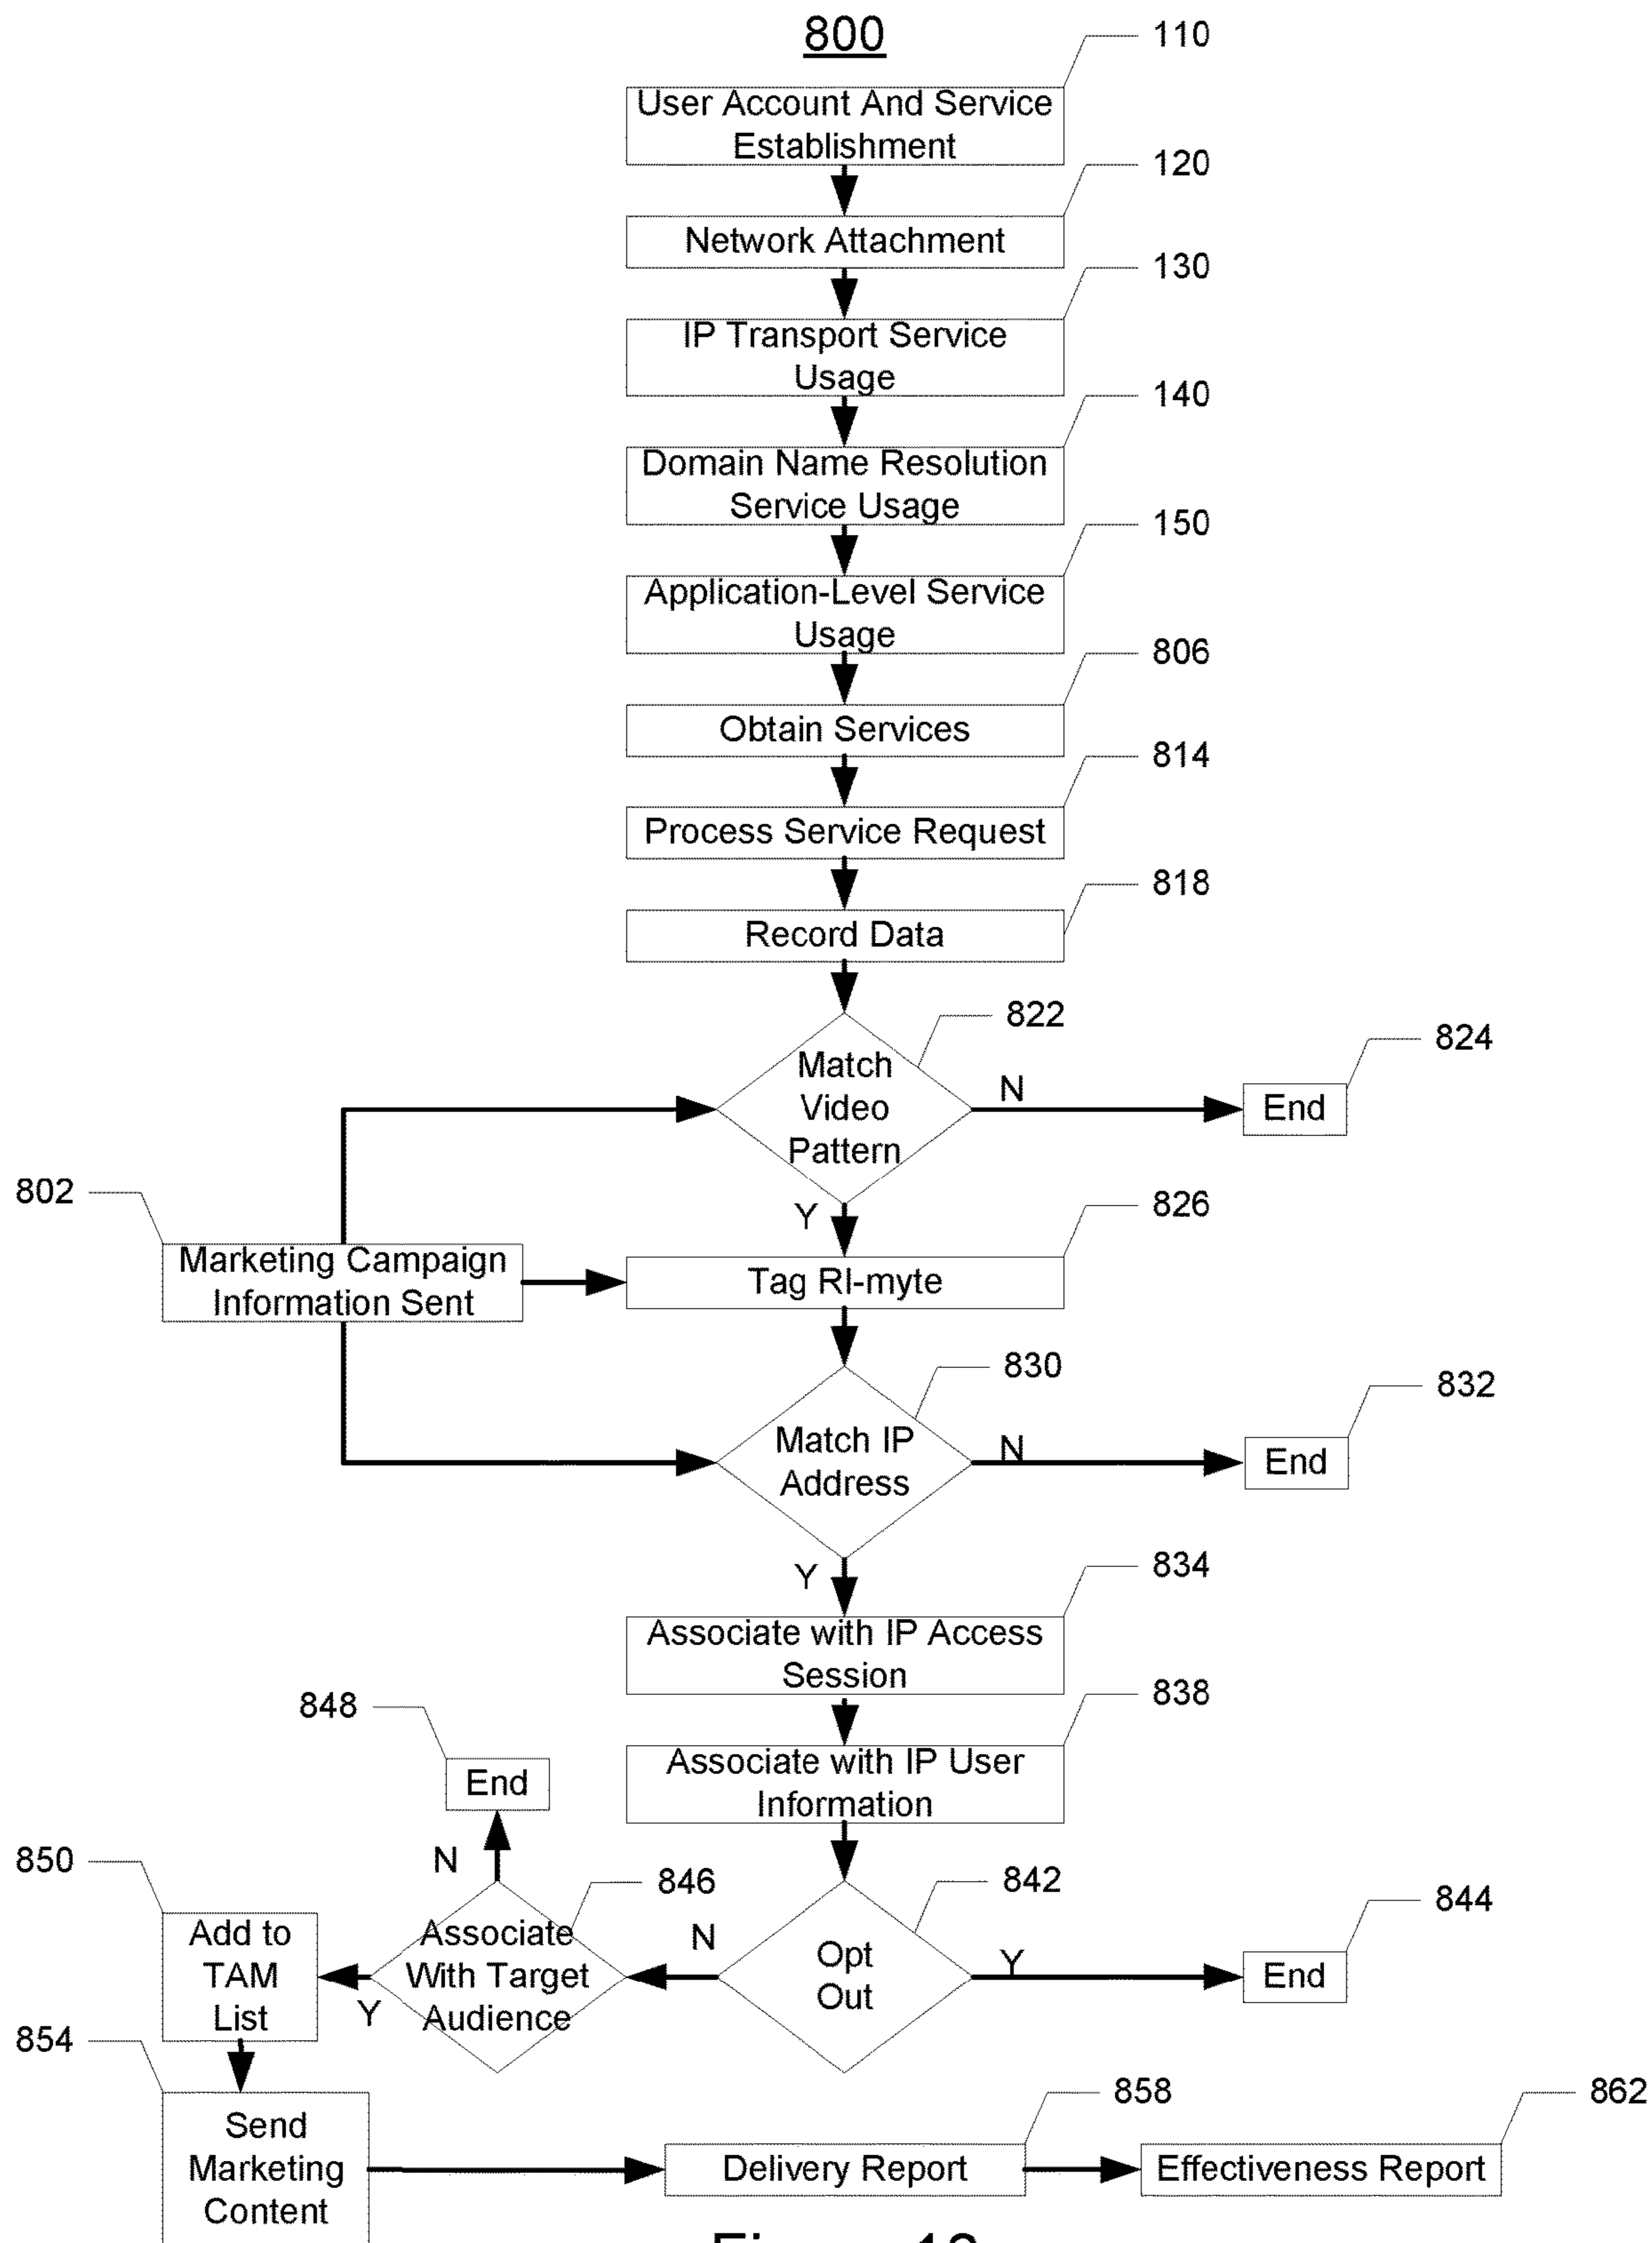 800
110
User Account And Service
Establishment
120
Network Attachment
130
IP Transport Service
Usage
140
Domain Name Resolution
Service Usage
150
Application-Level Service
Usage
806
Obtain Services
814
Process Service Request
818
Record Data
822
Match
Video
Pattern
N
824
End
Y
802
Marketing Campaign
Information Sent
826
Tag RI-myte
830
Match IP
Address
N
832
End
Y
834
Associate with IP Access
Session
838
Associate with IP User
Information
848
End
N
846
Associate
With Target
Audience
N
842
Opt
Out
Y
844
End
850
Add to
TAM
List
Y
854
Send
Marketing
Content
858
Delivery Report
862
Effectiveness Report